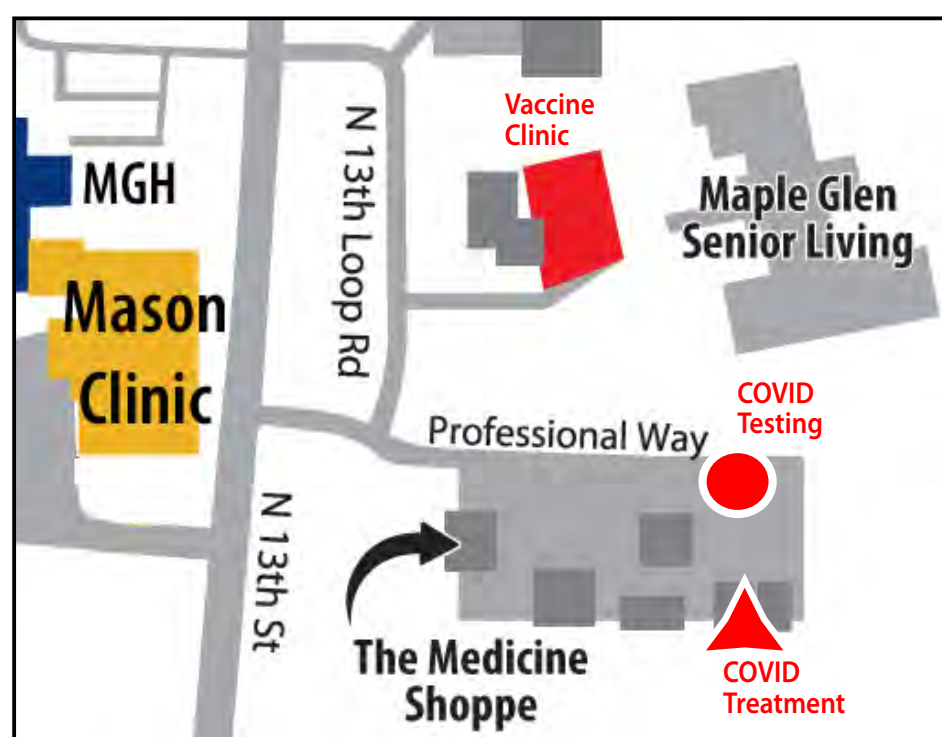 Vaccine
Clinic
MGH
N 13th Loop Rd
Maple Glen
Senior Living
Mason
Clinic
COVID
Testing
Professional Way
N 13th St
The Medicine
Shoppe
COVID
Treatment